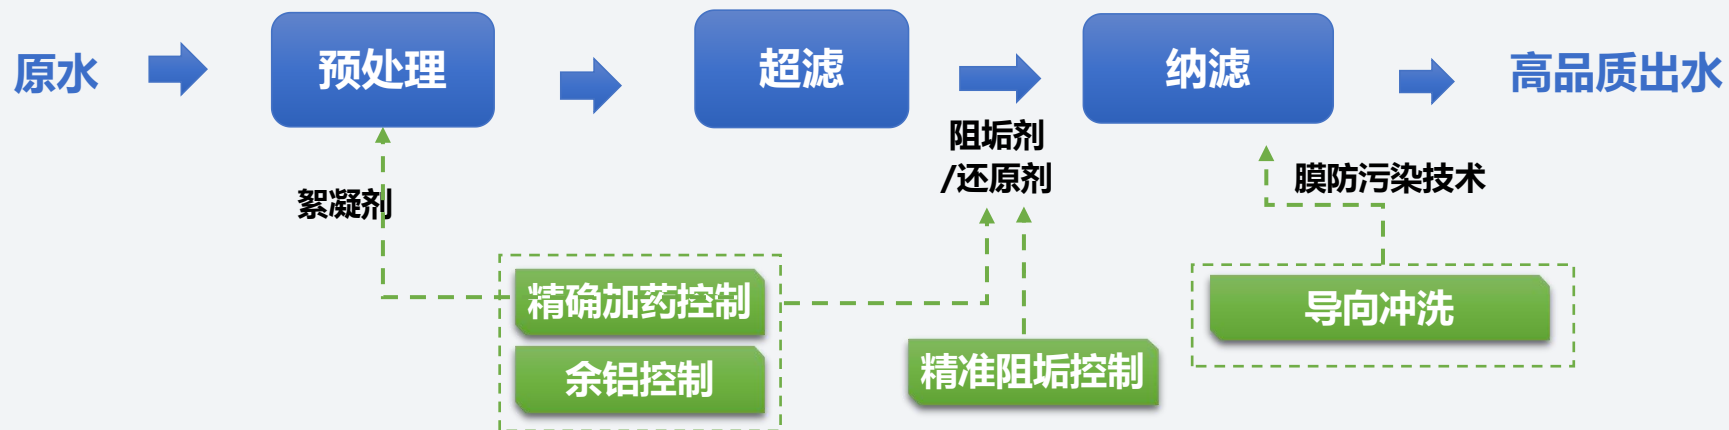 原水
预处理
超滤
纳滤
高品质出水
阻垢剂
/还原剂
膜防污染技术
絮凝剂
精确加药控制
导向冲洗
余铝控制
精准阻垢控制